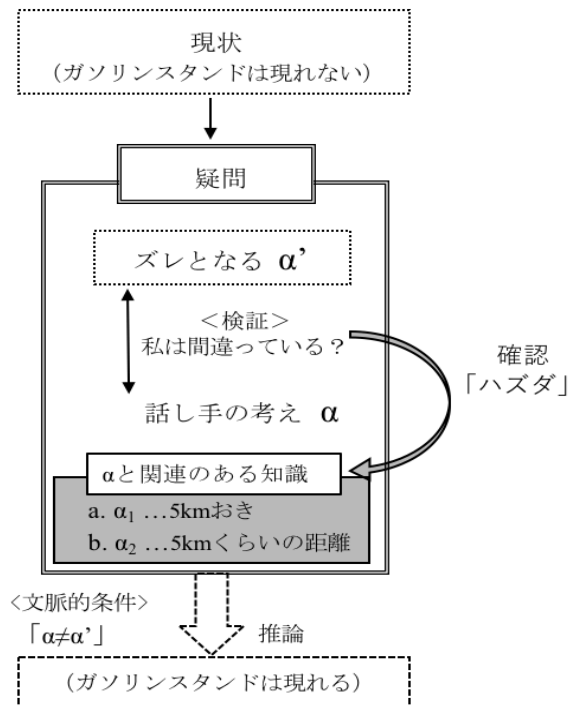 現状
（ガソリンスタンドは現れない）
疑問
ズレとなる α’
＜検証＞
私は間違っている？
確認
「ハズダ」
話し手の考え α
αと関連のある知識
a. α₁ …5kmおき
b. α₂ …5kmくらいの距離
<文脈的条件>
「α≠α’」
推論
（ガソリンスタンドは現れる）